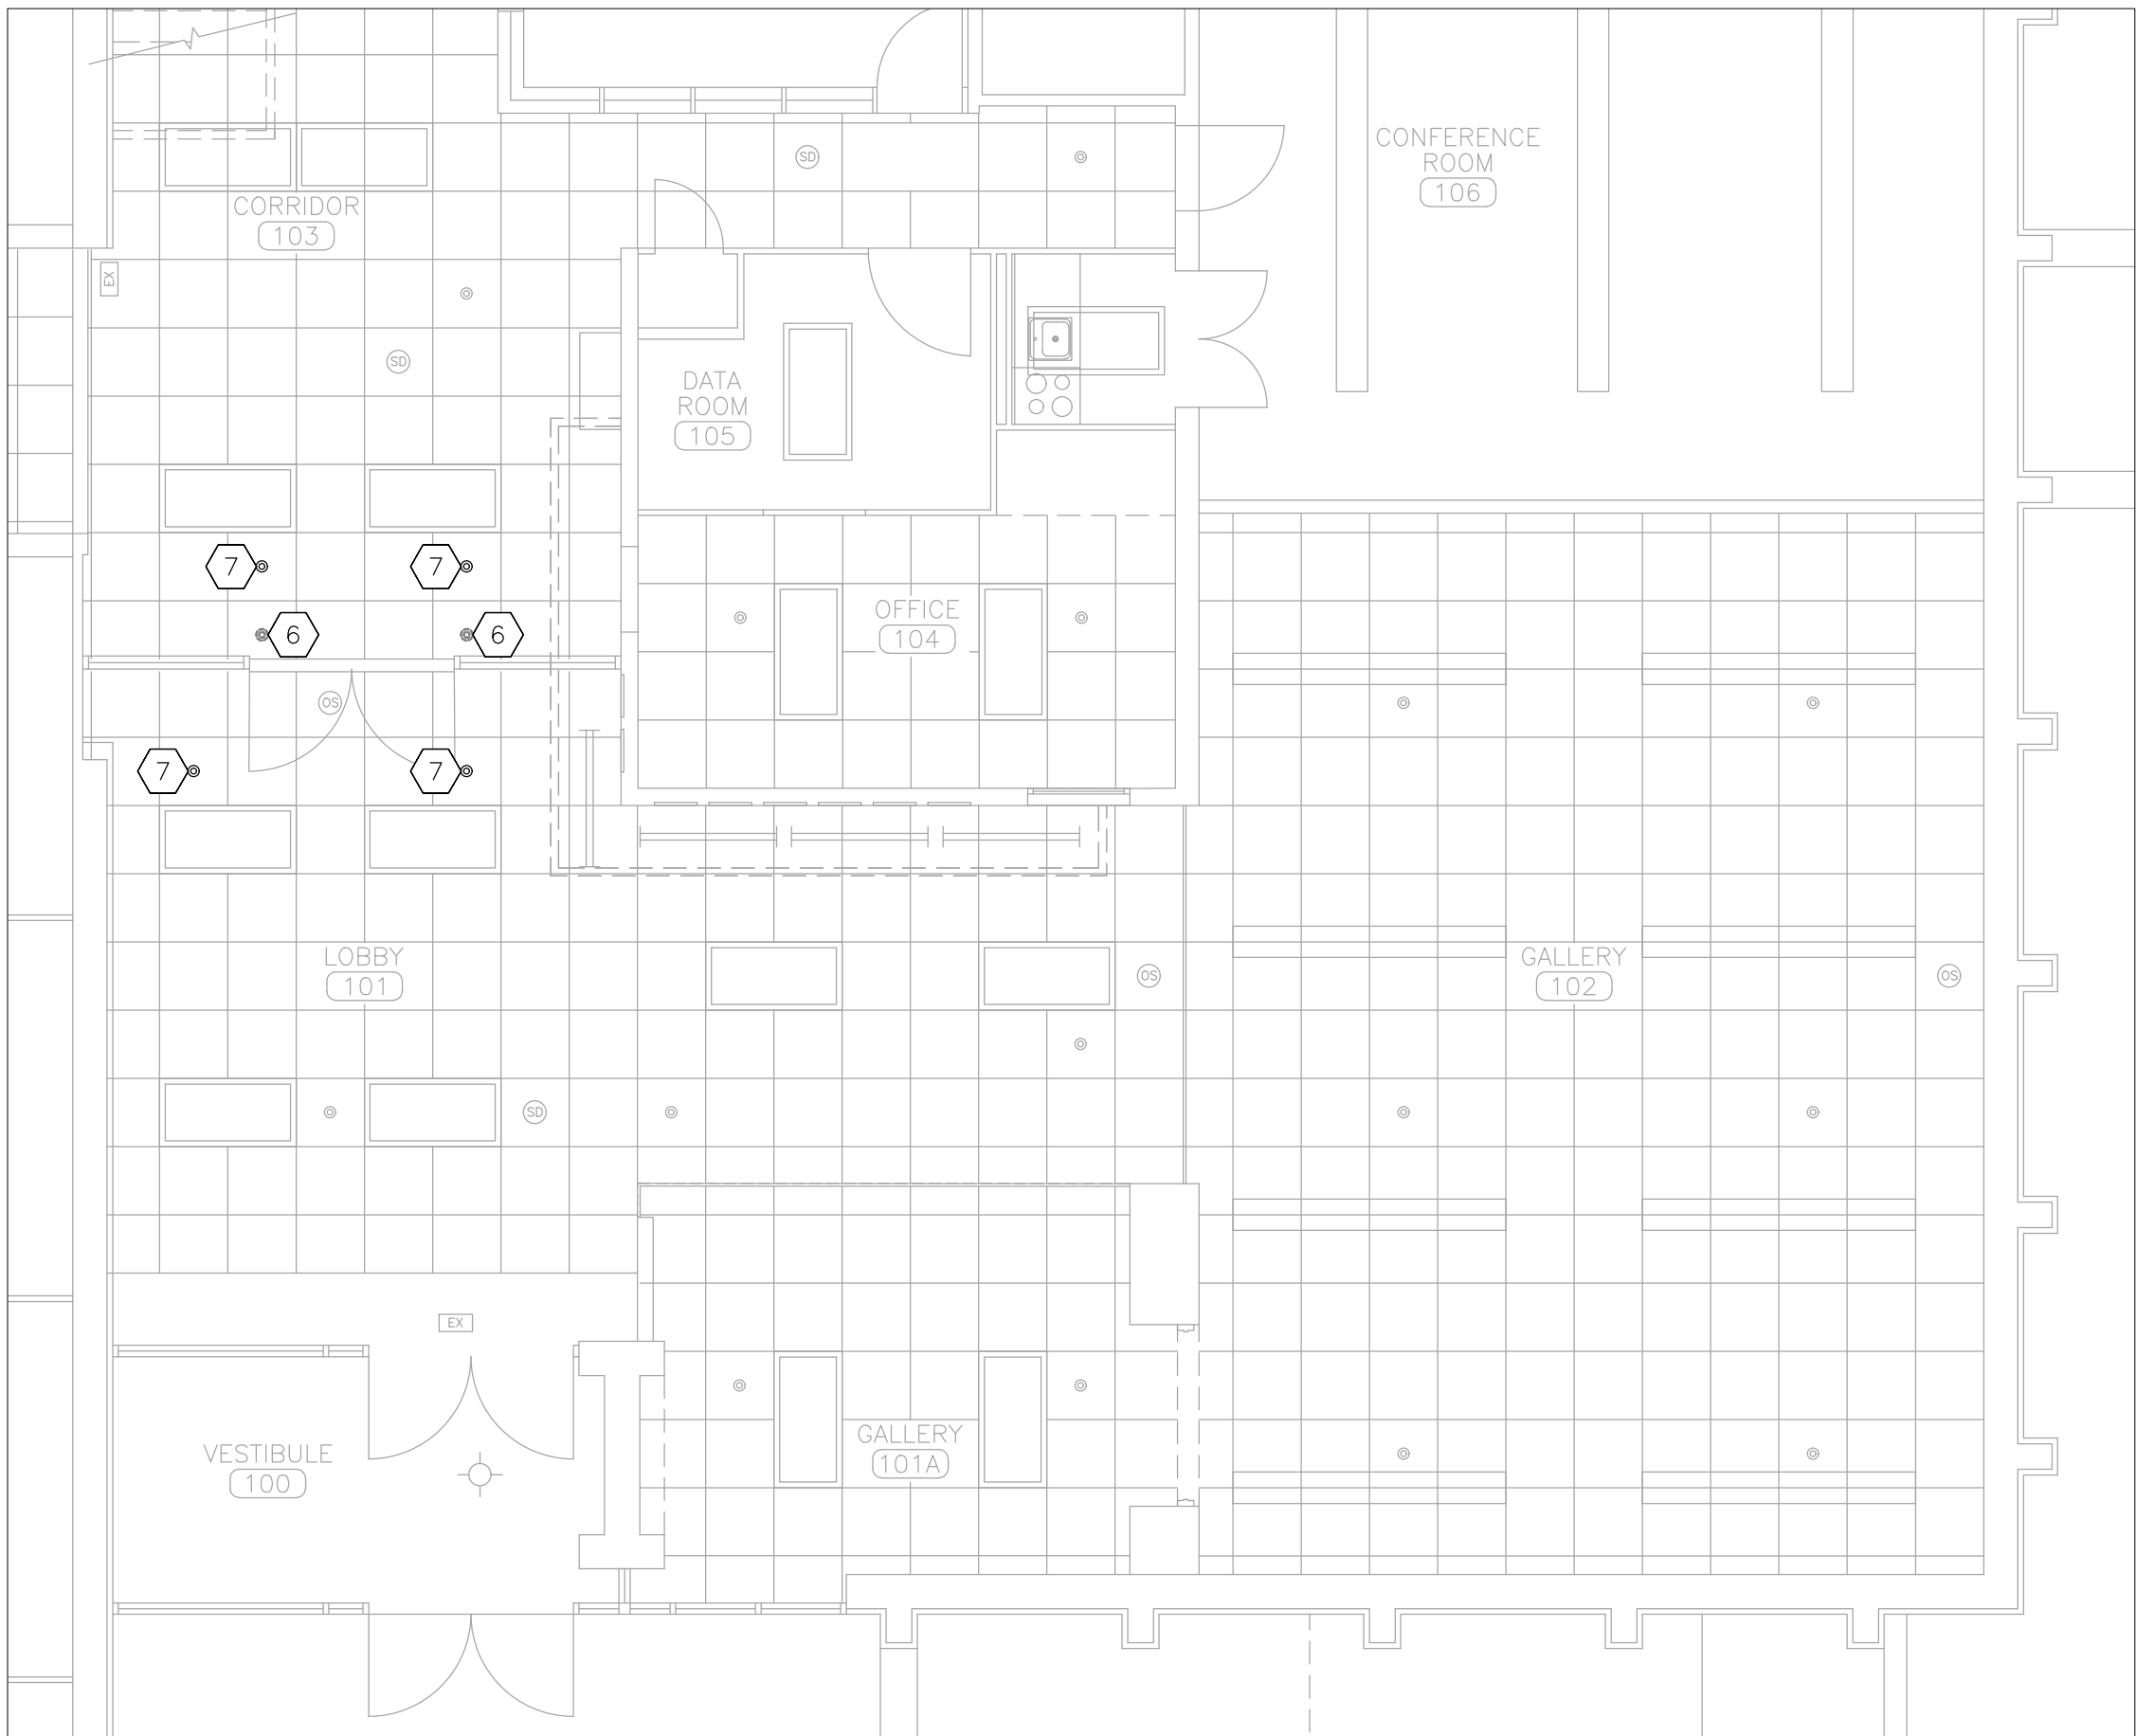 CONFERENCE
ROOM
106
SD
CORRIDOR
103
EX
SD
DATA
ROOM
105
7
7
OFFICE
104
6
6
OS
7
7
LOBBY
101
OS
GALLERY
102
OS
SD
EX
GALLERY
101A
VESTIBULE
100